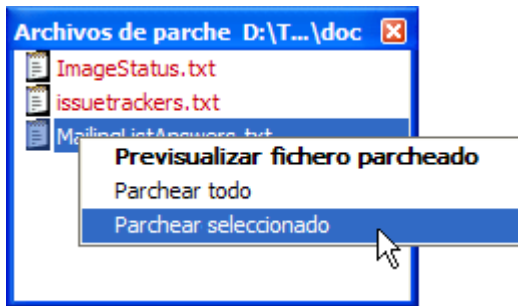 Archivos de parche D:\T...\doc
ImageStatus.txt
issuetrackers.txt
MailingListAnswers.txt
Previsualizar fichero parcheado
Parchear todo
Parchear seleccionado